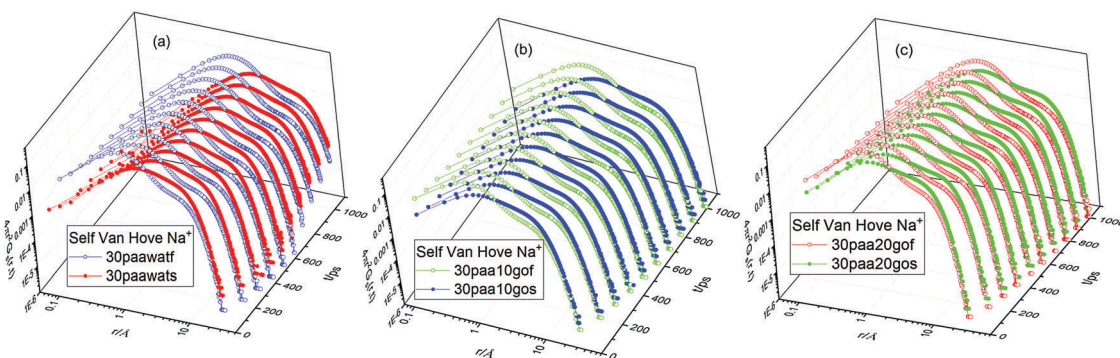 (a)
0.1
0.01
0.001
1E-4
1E-5
1E-6
Self Van Hove Na⁺
30paawatf
30paawats
0.1
1
10
r/Å
0
200
400
600
800
1000
t/ps
(b)
0.1
0.01
0.001
1E-4
1E-5
1E-6
Self Van Hove Na⁺
30paa10gof
30paa10gos
0.1
1
10
r/Å
0
200
400
600
800
1000
t/ps
(c)
0.1
0.01
0.001
1E-4
1E-5
1E-6
Self Van Hove Na⁺
30paa20gof
30paa20gos
0.1
1
10
r/Å
0
200
400
600
800
1000
t/ps